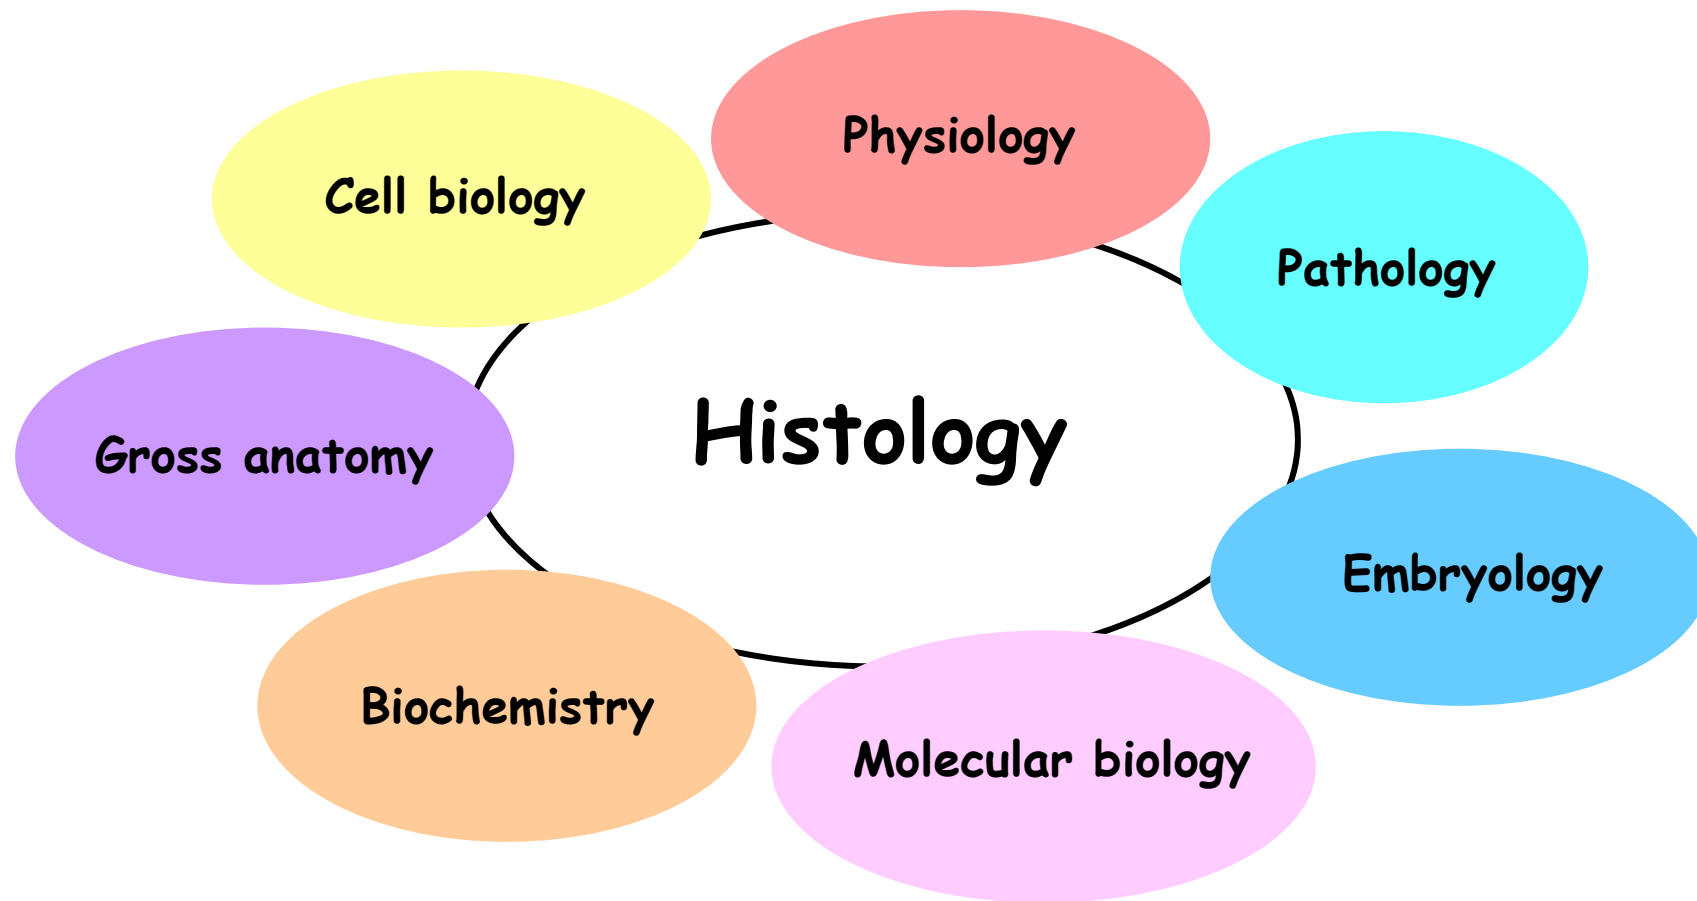 Physiology
Cell biology
Pathology
Histology
Gross anatomy
Embryology
Biochemistry
Molecular biology